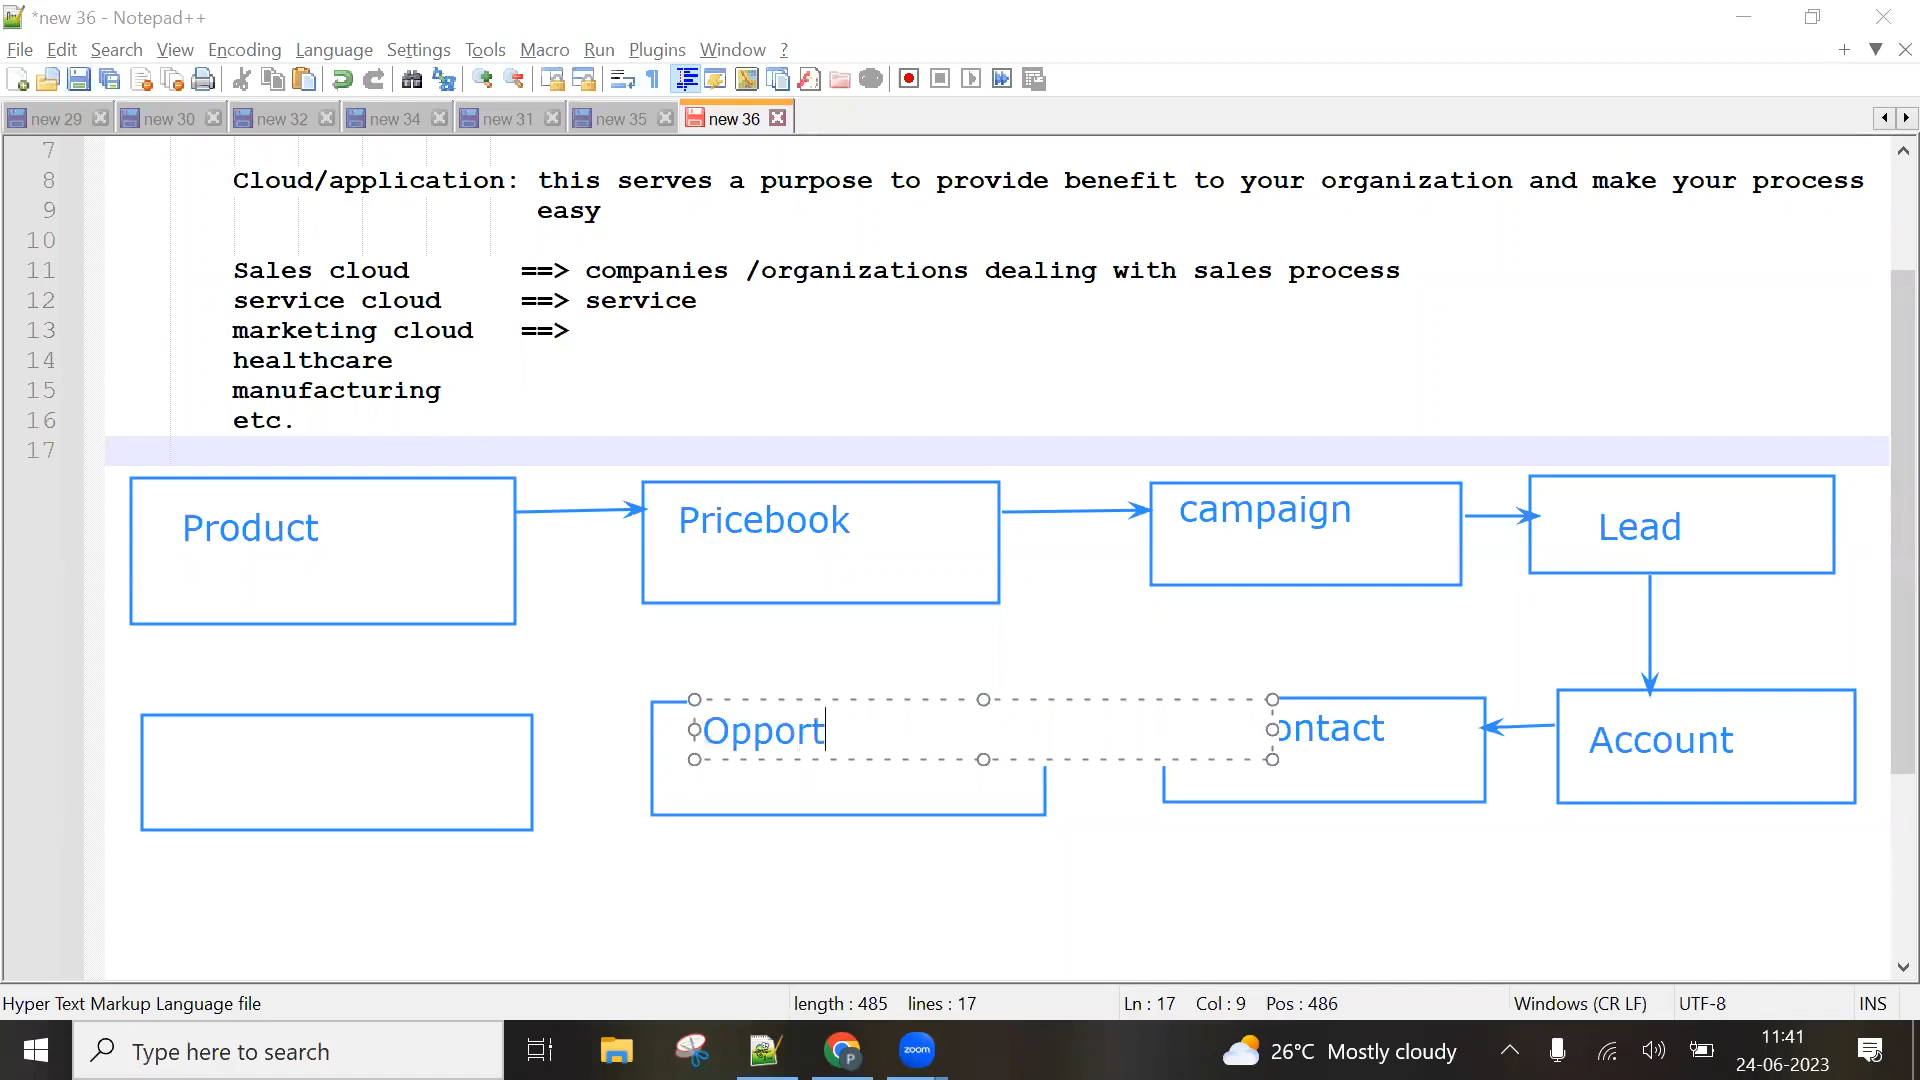 *new 36 - Notepad++
File Edit Search View Encoding Language Settings Tools Macro Run Plugins Window ?
new 29 new 30 new 32 new 34 new 31 new 35 new 36
7
8 Cloud/application: this serves a purpose to provide benefit to your organization and make your process
9 easy
10
11 Sales cloud ==> companies /organizations dealing with sales process
12 service cloud ==> service
13 marketing cloud ==>
14 healthcare
15 manufacturing
16 etc.
17
Product Pricebook campaign Lead
Opport ontact Account
Hyper Text Markup Language file length : 485 lines : 17 Ln : 17 Col : 9 Pos : 486 Windows (CR LF) UTF-8 INS
Type here to search zoom 26°C Mostly cloudy 11:41
24-06-2023